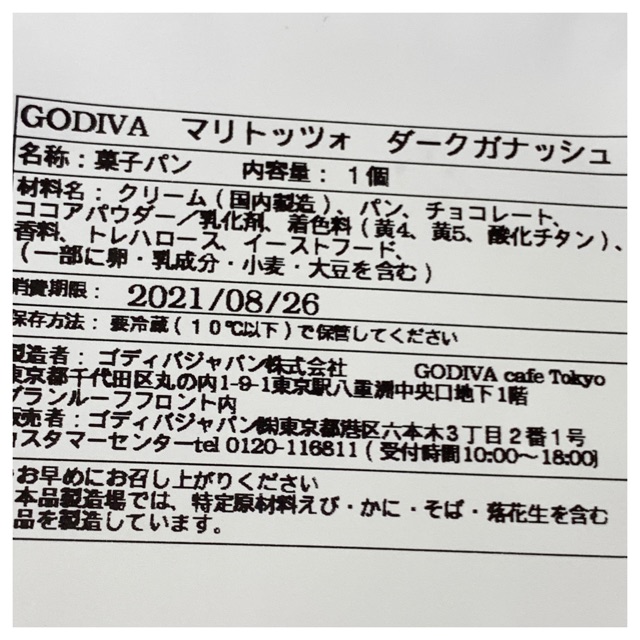 GODIVA マリトッツォ ダークガナッシュ
名称：菓子パン 内容量： 1個
材料名：クリーム(国内製造)、パン、チョコレート、
ココアパウダー／乳化剤、着色料(黄4、黄5、酸化チタン)、
香料、トレハロース、イーストフード、
(一部に卵・乳成分・小麦・大豆を含む)
消費期限： 2021/08/26
保存方法：要冷蔵(10℃以下)で保管してください
製造者：ゴディバジャパン株式会社 GODIVA cafe Tokyo
東京都千代田区丸の内1-9-1東京駅八重洲中央口地下1階
グランルーフフロント内
販売者：ゴディバジャパン㈱東京都港区六本木3丁目2番1号
カスタマーセンターtel 0120-116811(受付時間10:00〜18:00)
お早めにお召し上がりください
本品製造場では、特定原材料えび・かに・そば・落花生を含む
品を製造しています。